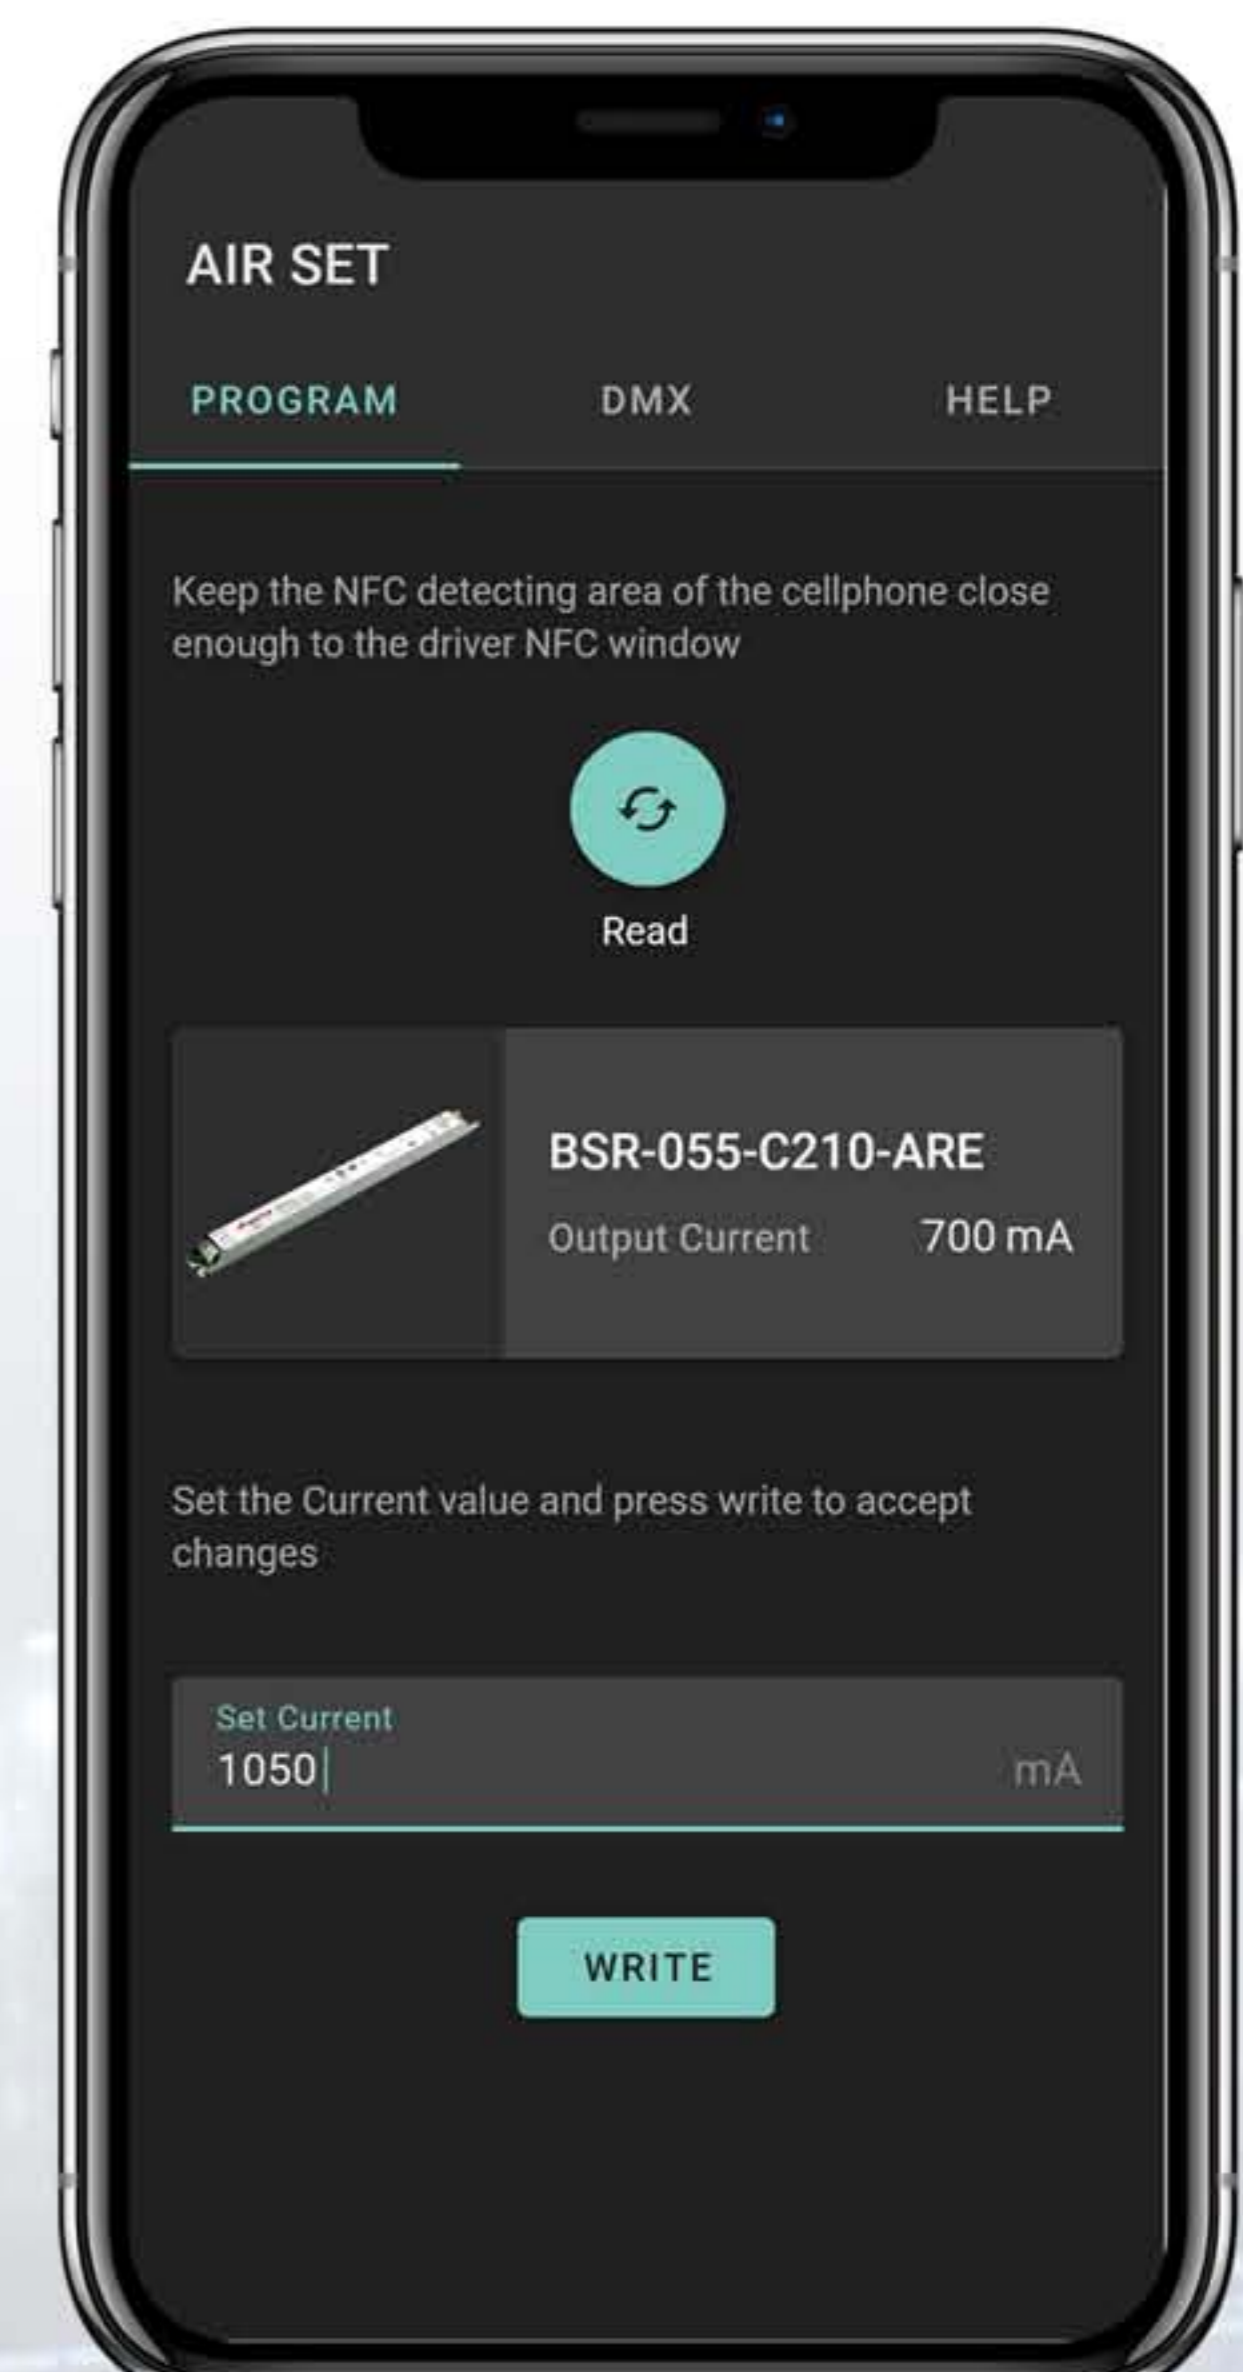 AIR SET
PROGRAM DMX HELP
Keep the NFC detecting area of the cellphone close
enough to the driver NFC window
Read
BSR-055-C210-ARE
Output Current 700 mA
Set the Current value and press write to accept
changes
Set Current
1050 mA
WRITE